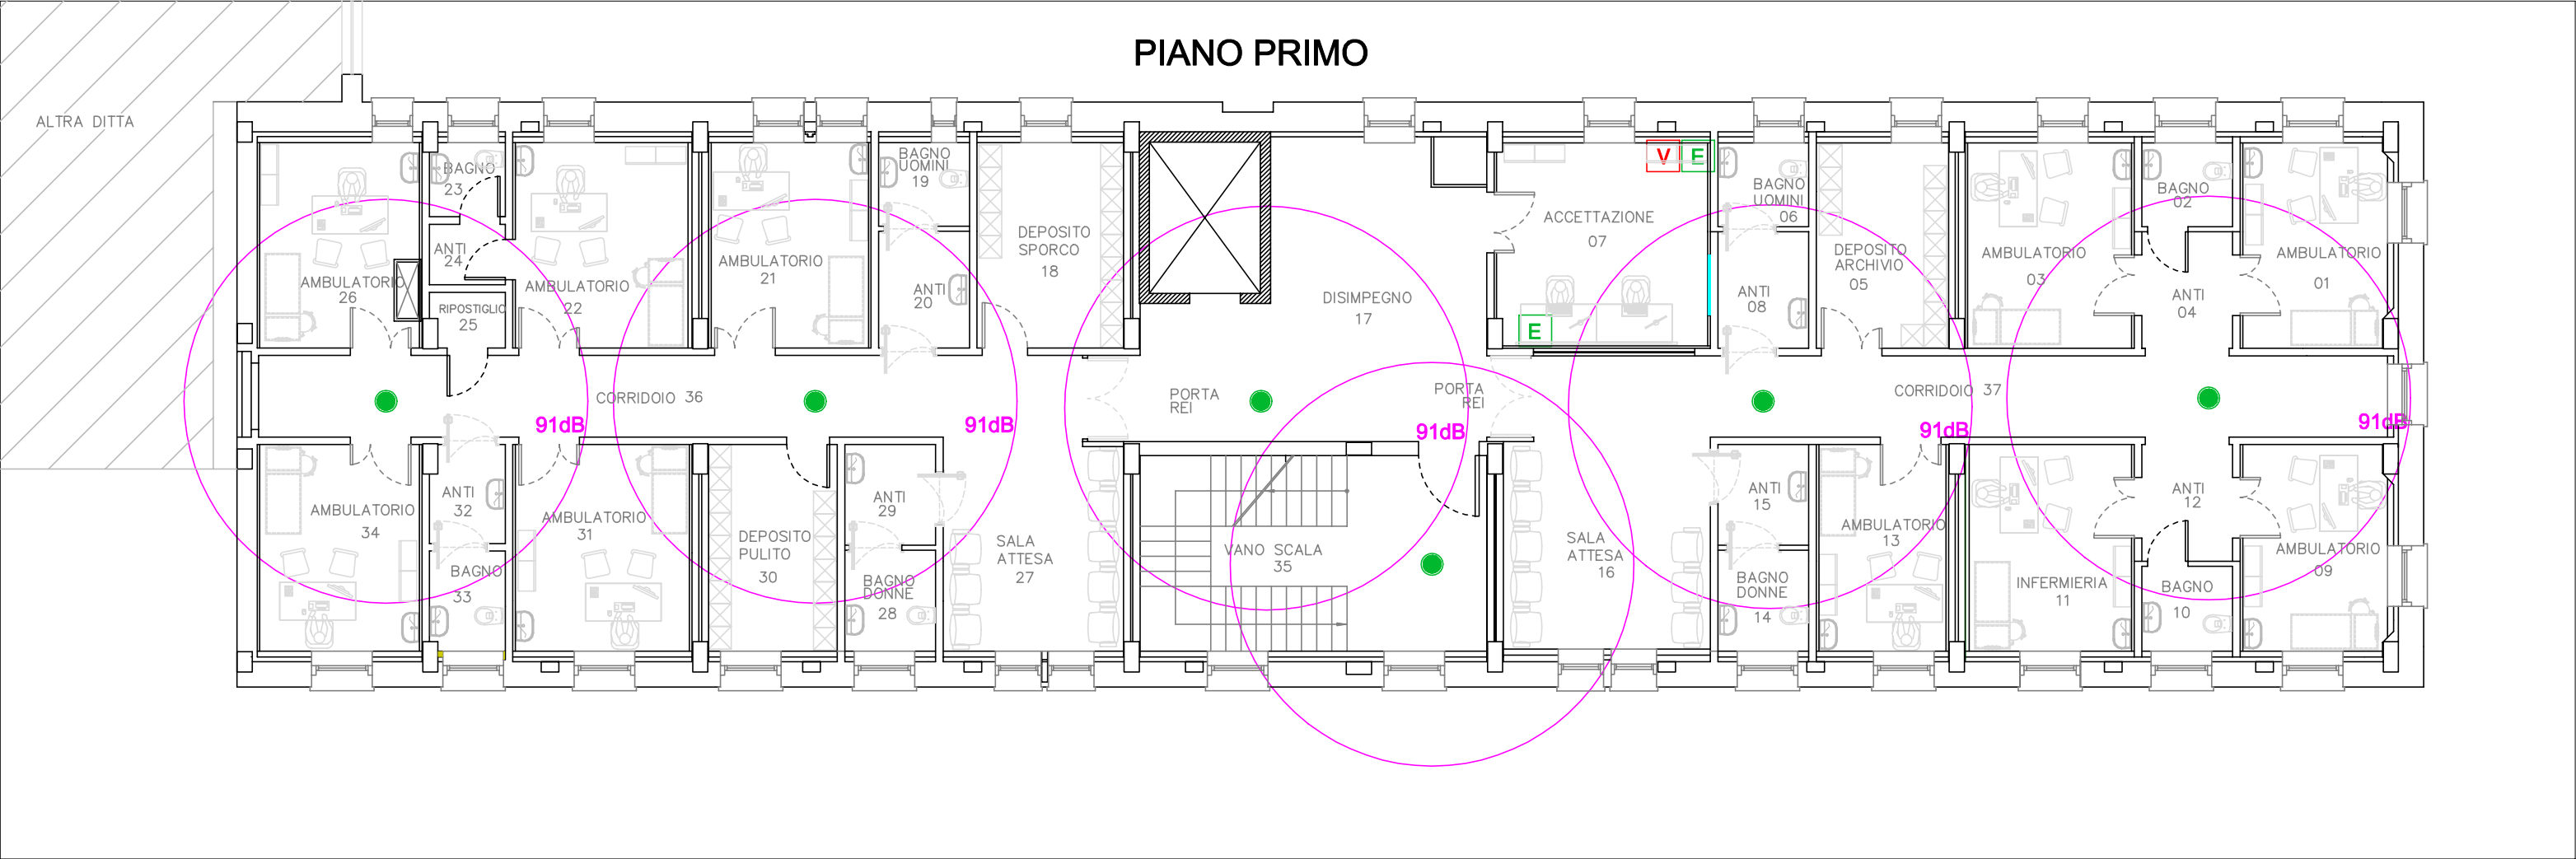 PIANO PRIMO
ALTRA DITTA
BAGNO
23
ANTI
24
RIPOSTIGLIO
25
AMBULATORIO
26
AMBULATORIO
22
AMBULATORIO
21
BAGNO
UOMINI
19
ANTI
20
DEPOSITO
SPORCO
18
DISIMPEGNO
17
ACCETTAZIONE
07
V
E
E
BAGNO
UOMINI
06
ANTI
08
DEPOSITO
ARCHIVIO
05
AMBULATORIO
03
BAGNO
02
ANTI
04
AMBULATORIO
01
CORRIDOIO 36
PORTA
REI
PORTA
REI
CORRIDOIO 37
91dB
91dB
91dB
91dB
91dB
AMBULATORIO
34
ANTI
32
BAGNO
33
AMBULATORIO
31
DEPOSITO
PULITO
30
ANTI
29
BAGNO
DONNE
28
SALA
ATTESA
27
VANO SCALA
35
SALA
ATTESA
16
ANTI
15
BAGNO
DONNE
14
AMBULATORIO
13
INFERMIERIA
11
ANTI
12
BAGNO
10
AMBULATORIO
09